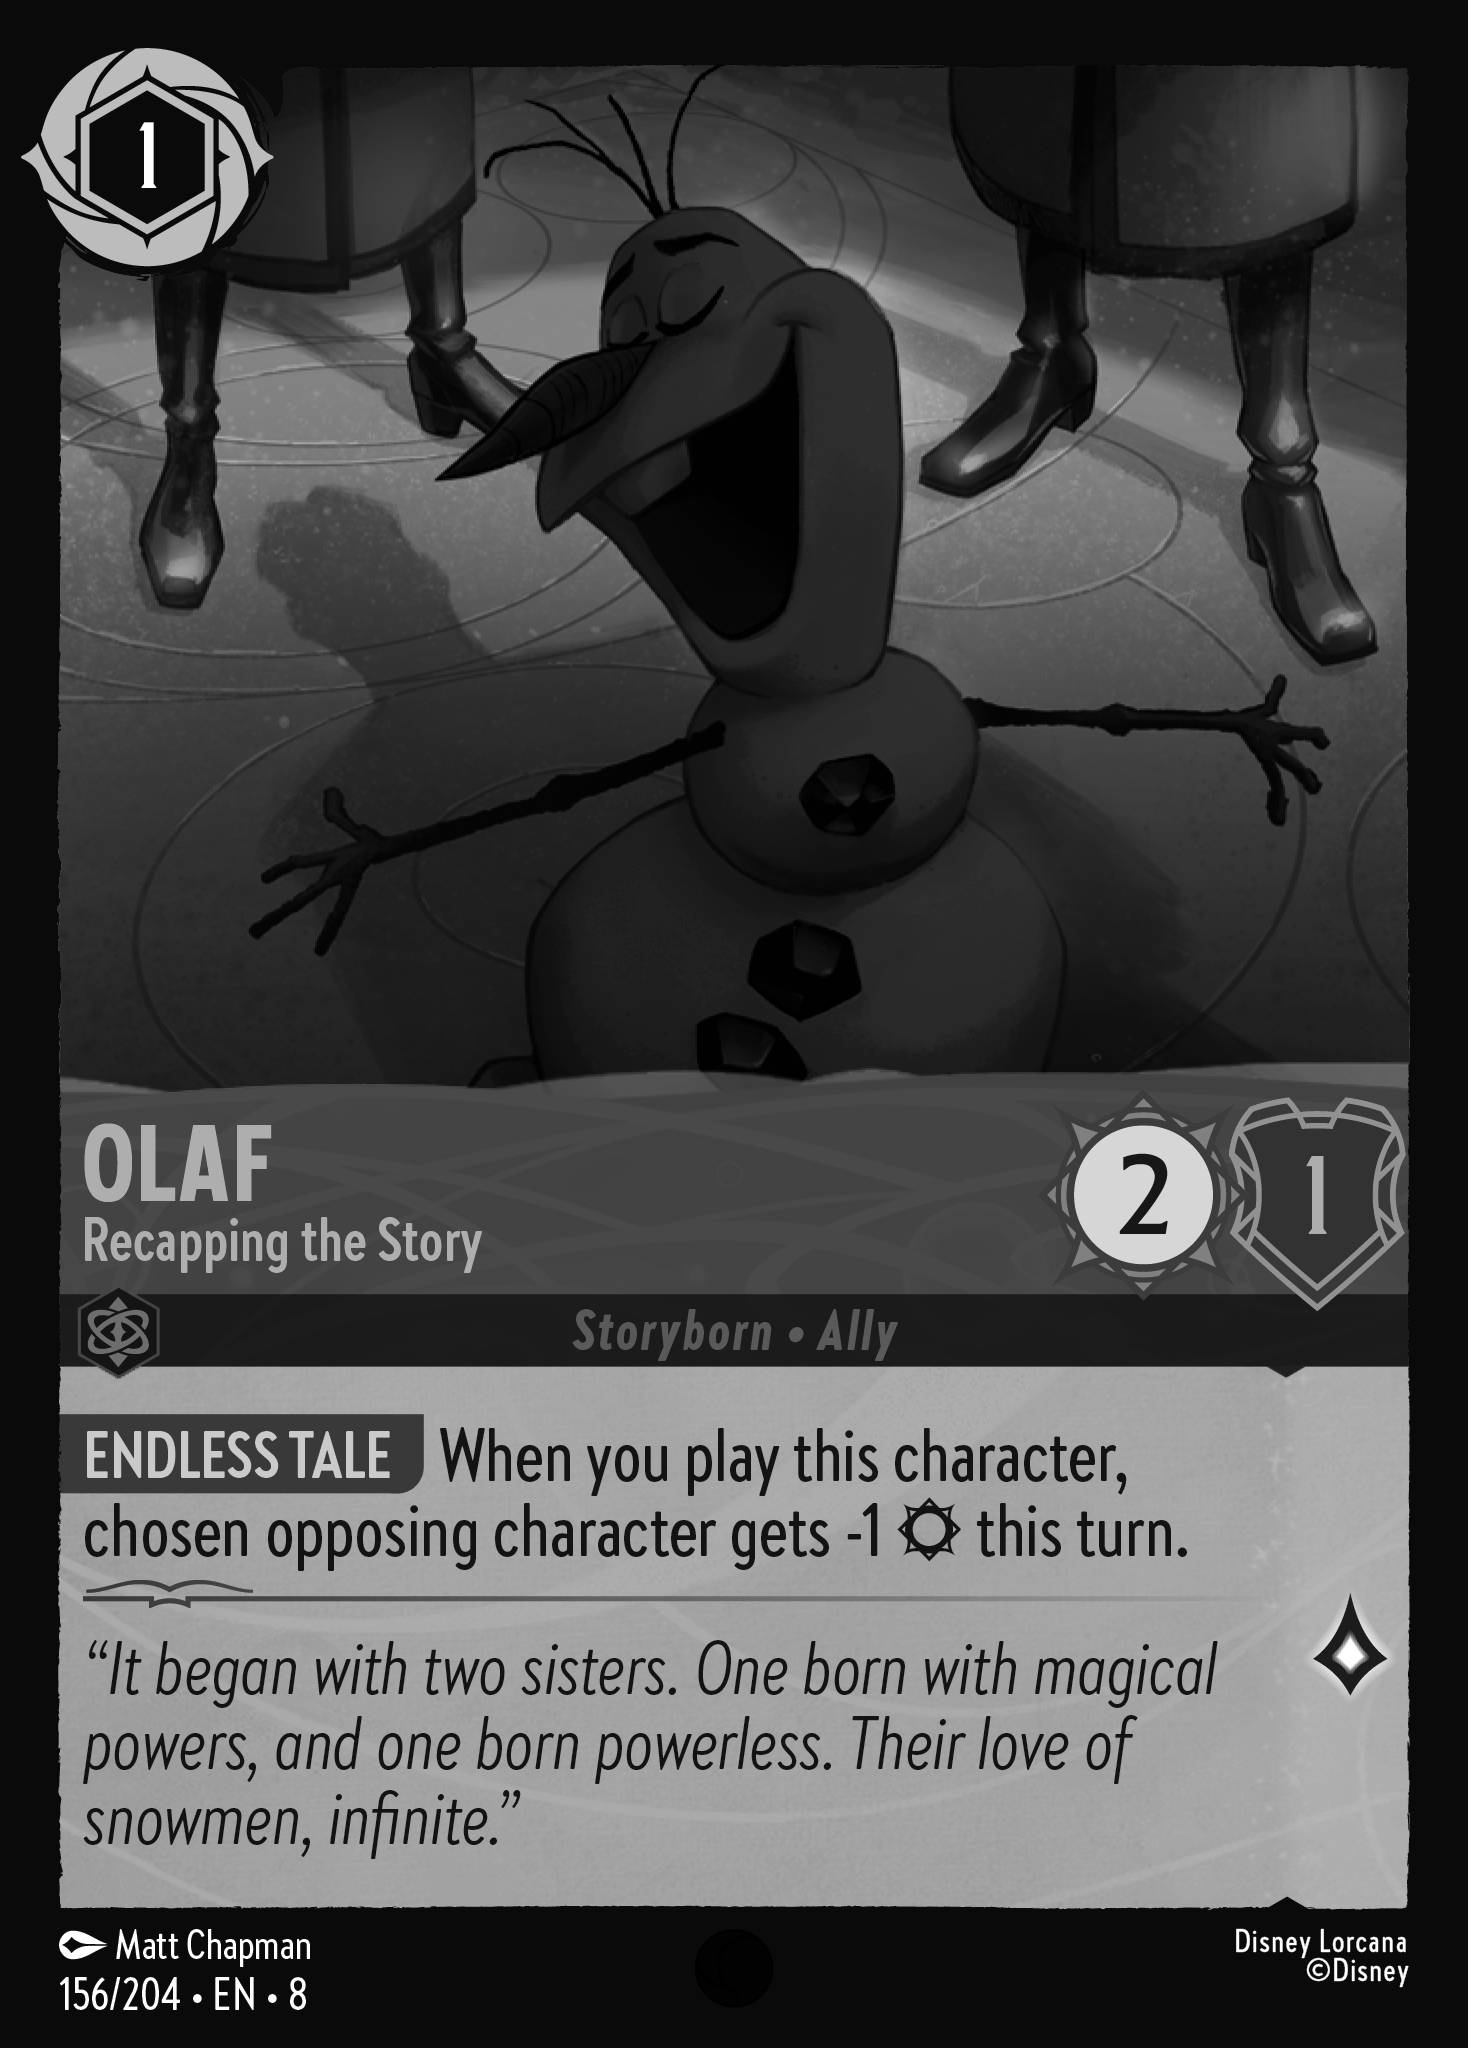 1
OLAF
Recapping the Story
2
1
Storyborn • Ally
ENDLESS TALE When you play this character,
chosen opposing character gets -1 this turn.
“It began with two sisters. One born with magical
powers, and one born powerless. Their love of
snowmen, infinite.”
Matt Chapman
156/204 • EN • 8
Disney Lorcana
©Disney